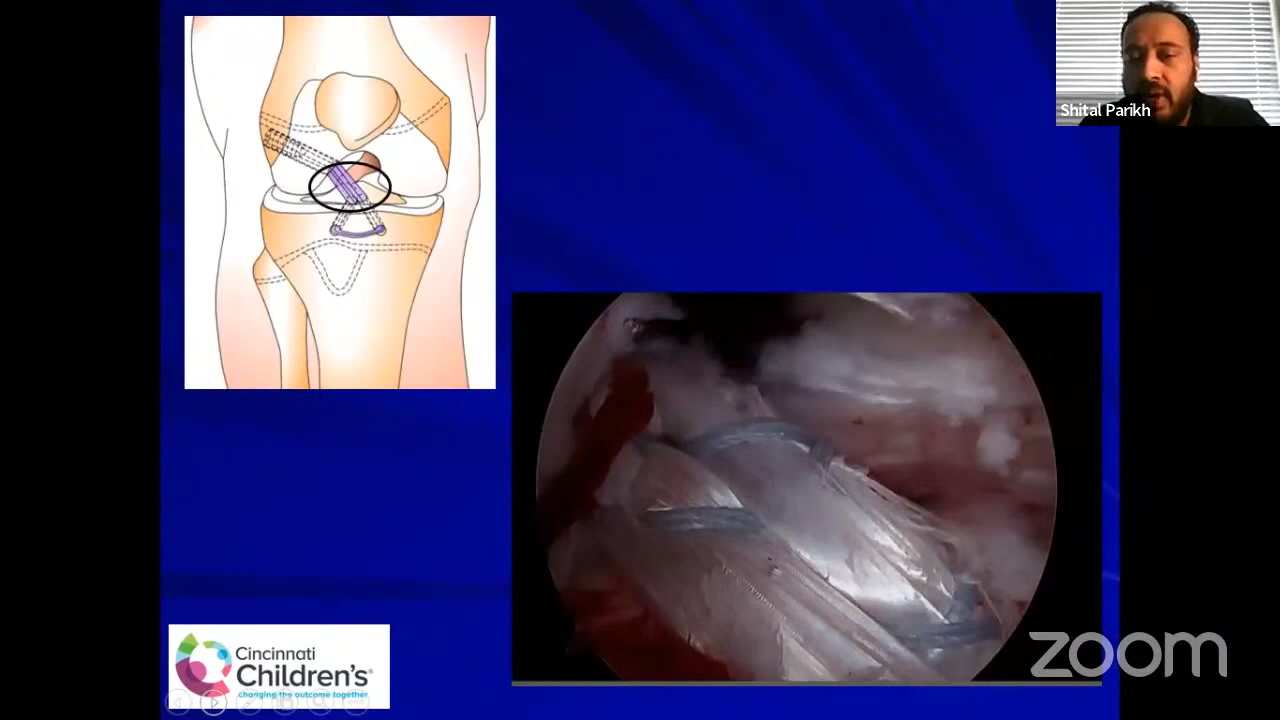 Shital Parikh
Cincinnati
Children's®
changing the outcome together
zoom